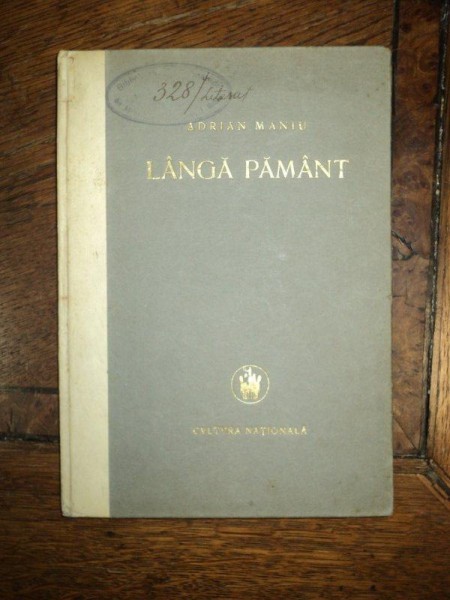 328/
ADRIAN MANIU
LÂNGĂ PĂMÂNT
CULTURA NAȚIONALĂ